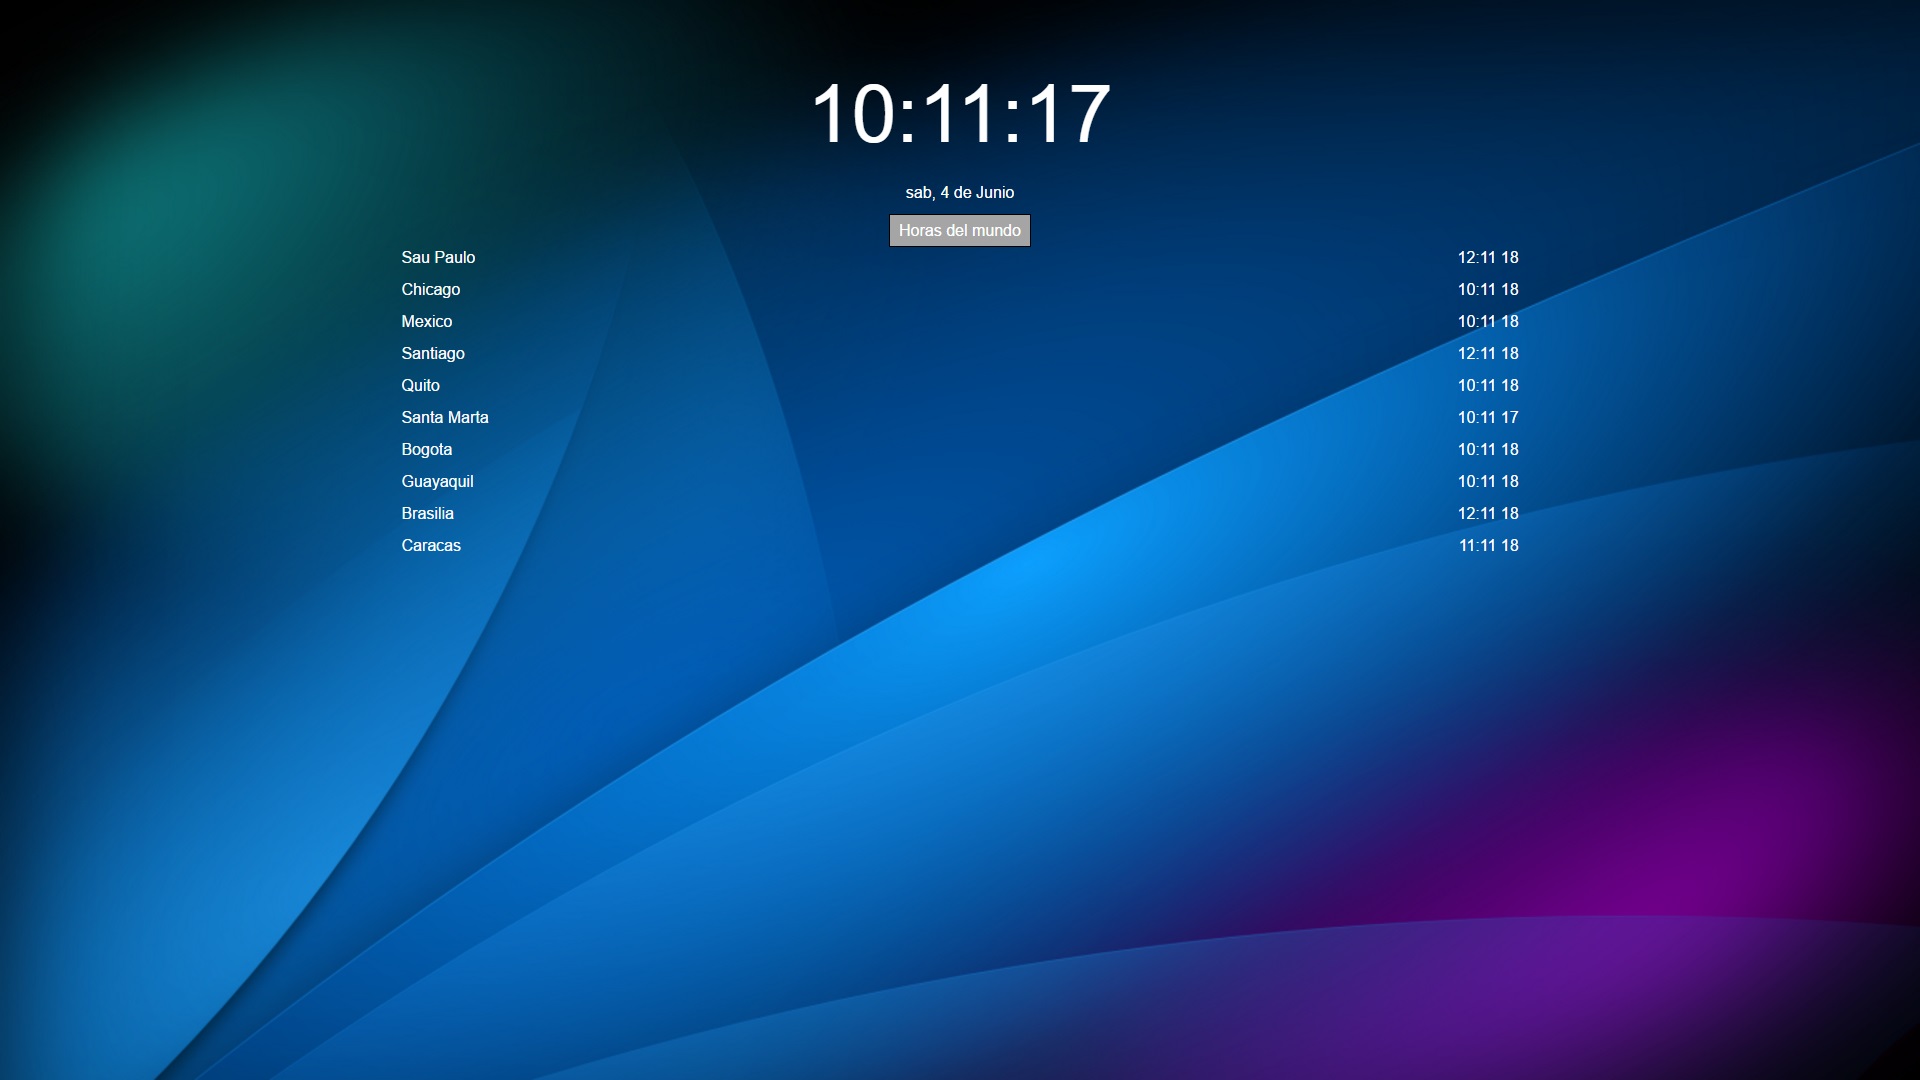 10:11:17
sab, 4 de Junio
Horas del mundo
Sau Paulo 12:11 18
Chicago 10:11 18
Mexico 10:11 18
Santiago 12:11 18
Quito 10:11 18
Santa Marta 10:11 17
Bogota 10:11 18
Guayaquil 10:11 18
Brasilia 12:11 18
Caracas 11:11 18